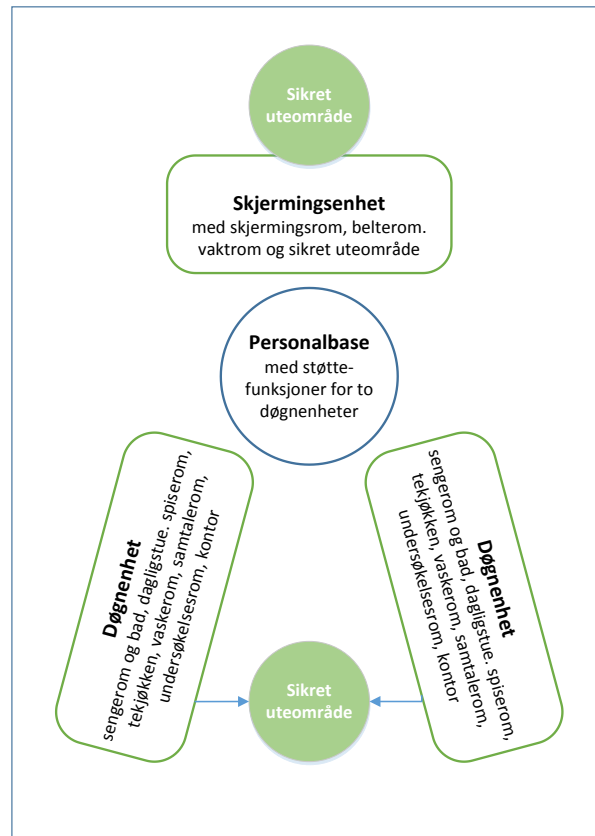 Sikret
uteområde
Skjermingsenhet
med skjermingsrom, belterom.
vaktrom og sikret uteområde
Personalbase
med støtte-
funksjoner for to
døgnenheter
Døgnenhet
sengerom og bad, dagligstue. spiserom,
tekjøkken, vaskerom, samtalerom,
undersøkelsesrom, kontor
Døgnenhet
sengerom og bad, dagligstue. spiserom,
tekjøkken, vaskerom, samtalerom,
undersøkelsesrom, kontor
Sikret
uteområde